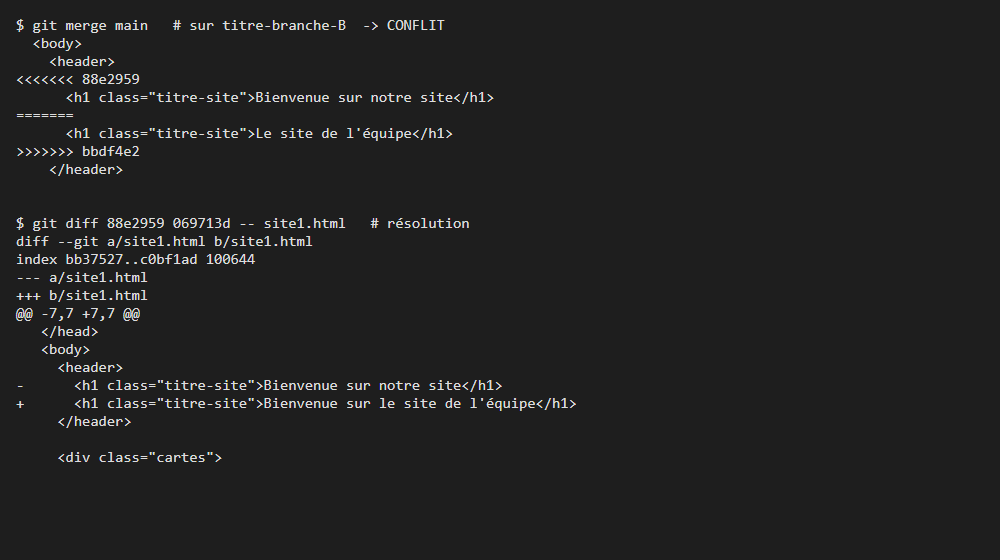 $ git merge main   # sur titre-branche-B  -> CONFLIT
  <body>
    <header>
<<<<<<< 88e2959
      <h1 class="titre-site">Bienvenue sur notre site</h1>
=======
      <h1 class="titre-site">Le site de l'équipe</h1>
>>>>>>> bbdf4e2
    </header>
$ git diff 88e2959 069713d -- site1.html   # résolution
diff --git a/site1.html b/site1.html
index bb37527..c0bf1ad 100644
--- a/site1.html
+++ b/site1.html
@@ -7,7 +7,7 @@
   </head>
   <body>
     <header>
-      <h1 class="titre-site">Bienvenue sur notre site</h1>
+      <h1 class="titre-site">Bienvenue sur le site de l'équipe</h1>
     </header>
     <div class="cartes">